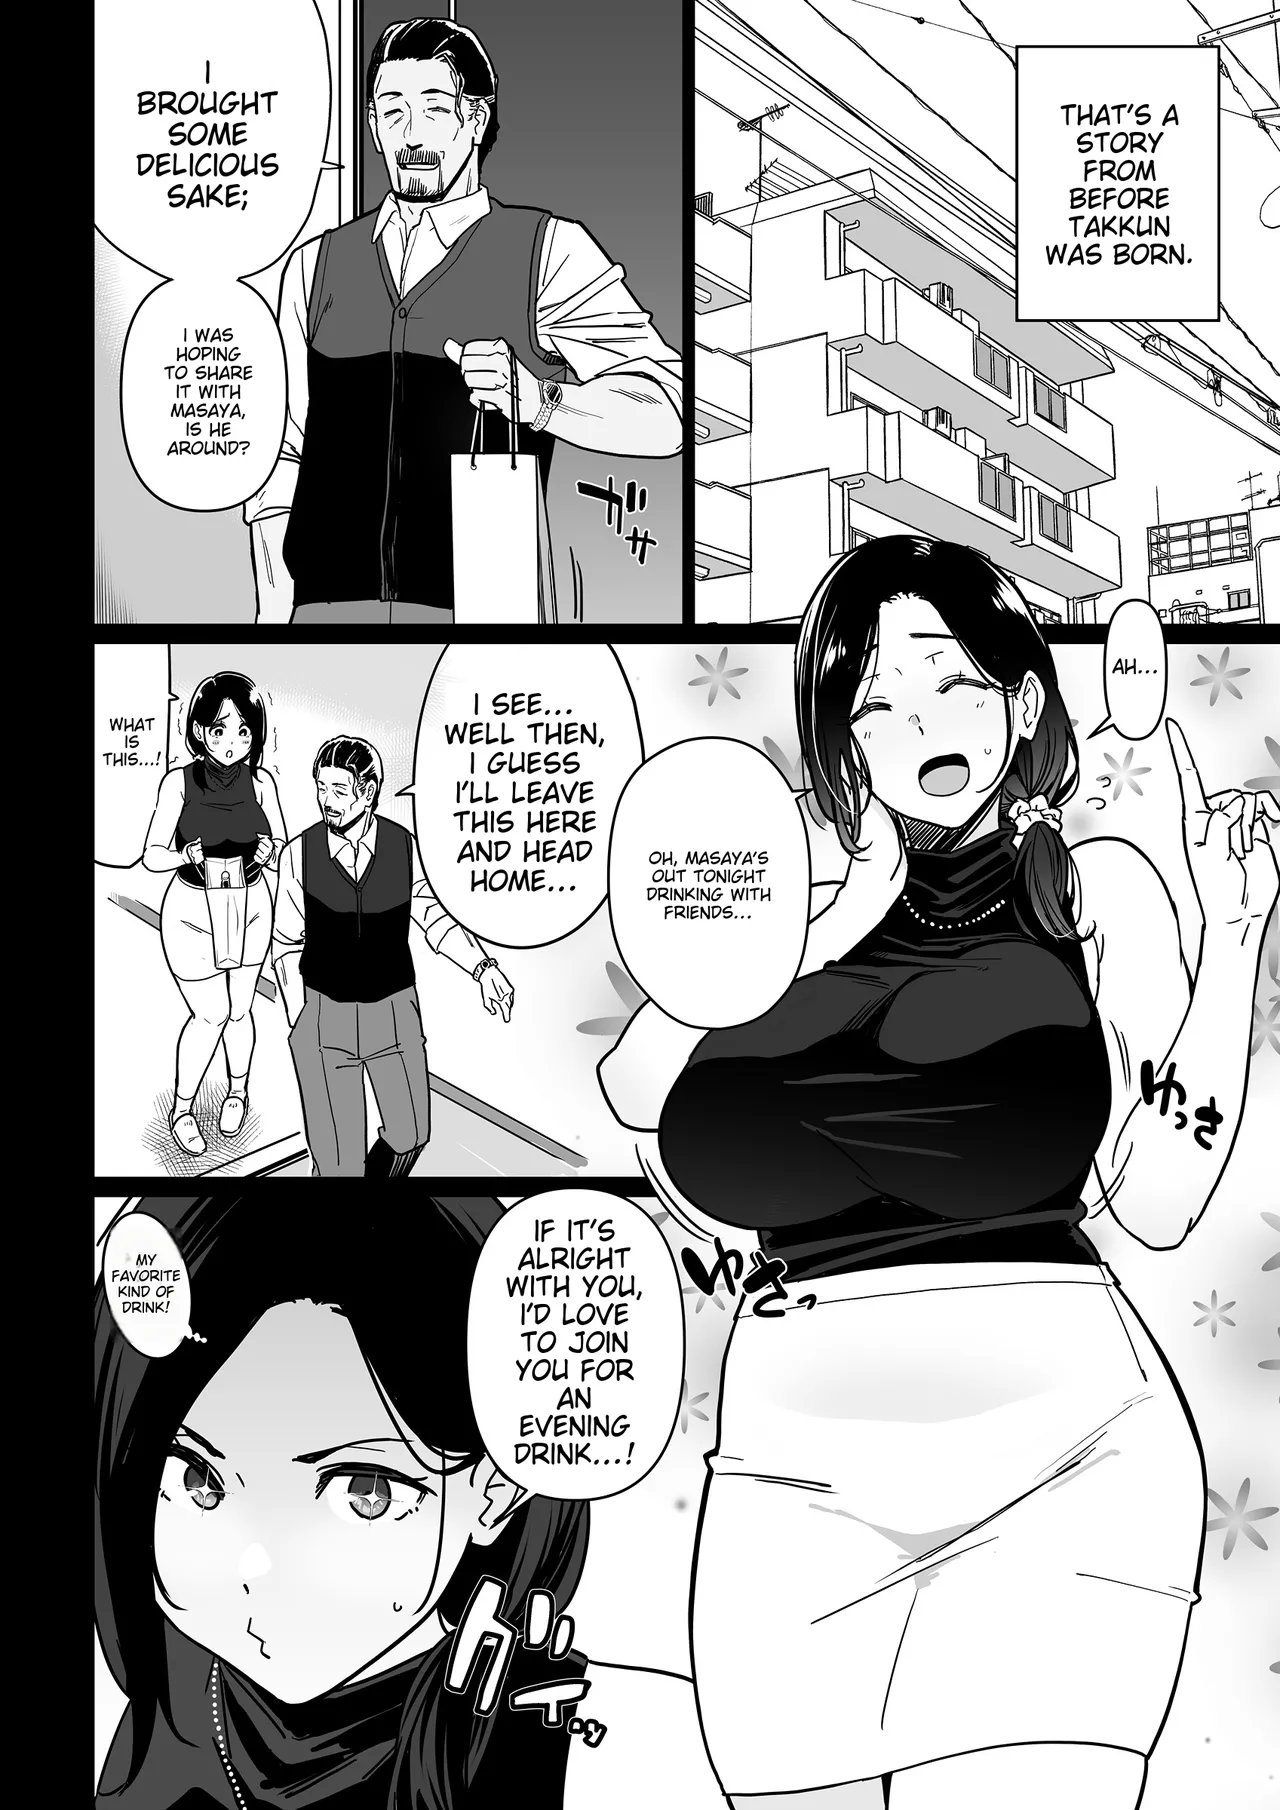 THAT'S A
STORY
FROM
BEFORE
TAKKUN
WAS BORN.
I
BROUGHT
SOME
DELICIOUS
SAKE;
I WAS
HOPING
TO SHARE
IT WITH
MASAYA,
IS HE
AROUND?
ガサ
AH...
OH, MASAYA'S
OUT TONIGHT
DRINKING WITH
FRIENDS...
ゆっさ
ゆさっ
I SEE...
WELL THEN,
I GUESS
I'LL LEAVE
THIS HERE
AND HEAD
HOME...
WHAT
IS
THIS...!
MY
FAVORITE
KIND OF
DRINK!
IF IT'S
ALRIGHT
WITH YOU,
I'D LOVE
TO JOIN
YOU FOR
AN
EVENING
DRINK...!
グイッ